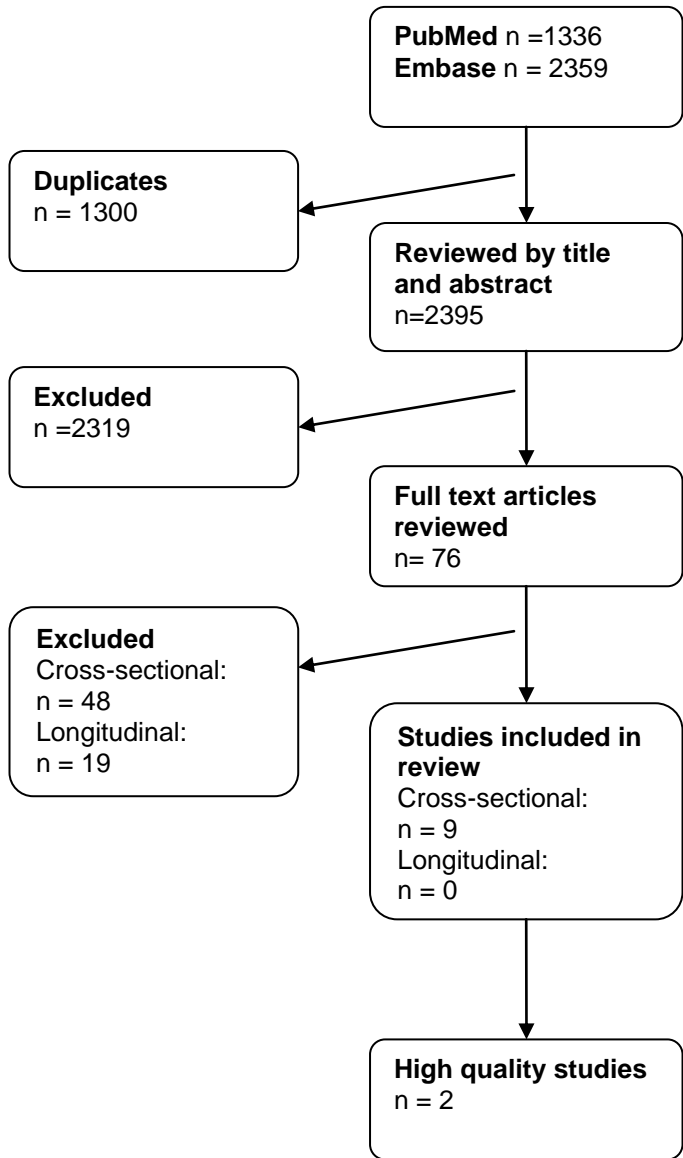 PubMed n =1336
Embase n = 2359
Duplicates
n = 1300
Reviewed by title
and abstract
n=2395
Excluded
n =2319
Full text articles
reviewed
n= 76
Excluded
Cross-sectional:
n = 48
Longitudinal:
n = 19
Studies included in
review
Cross-sectional:
n = 9
Longitudinal:
n = 0
High quality studies
n = 2